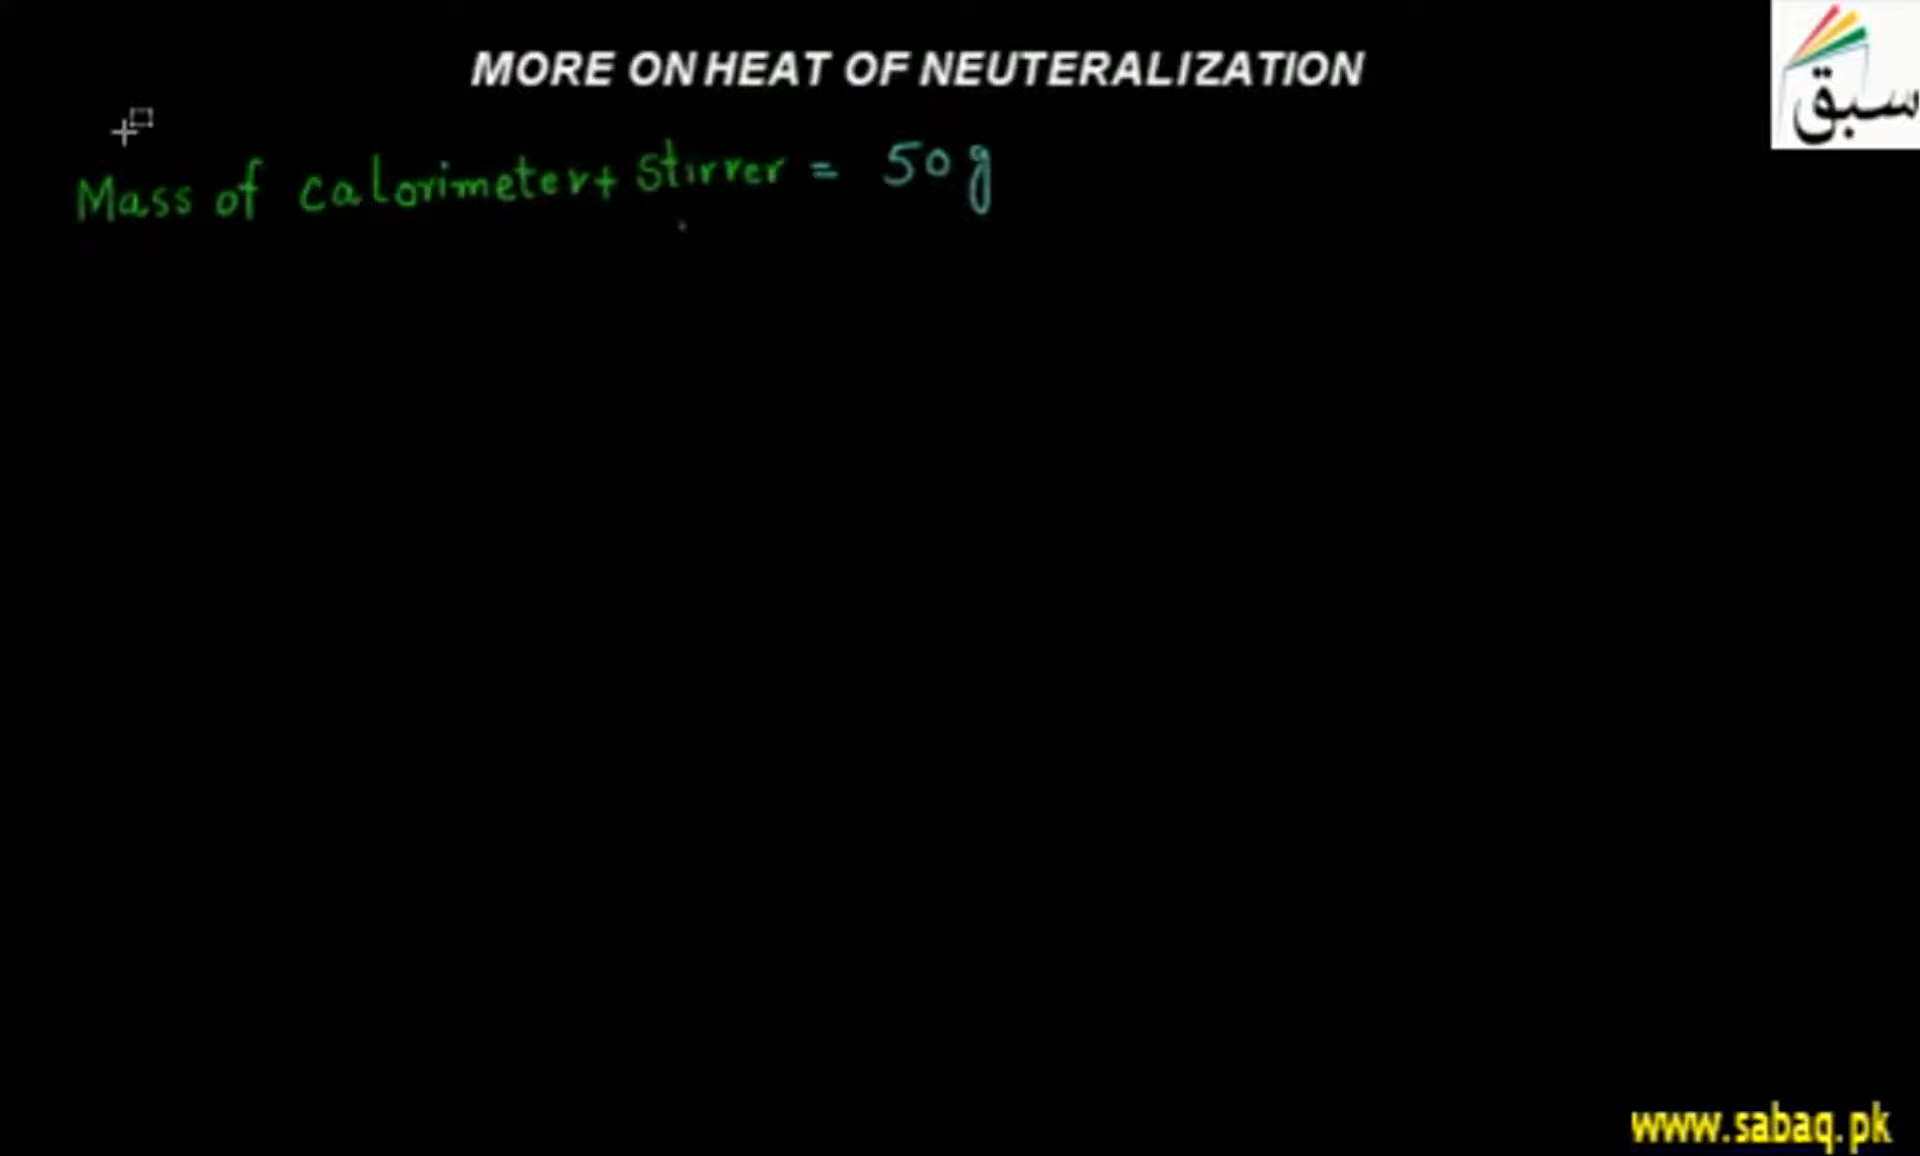 MORE ON HEAT OF NEUTERALIZATION
سبق
Mass of calorimeter+ stirrer = 50g
www.sabaq.pk